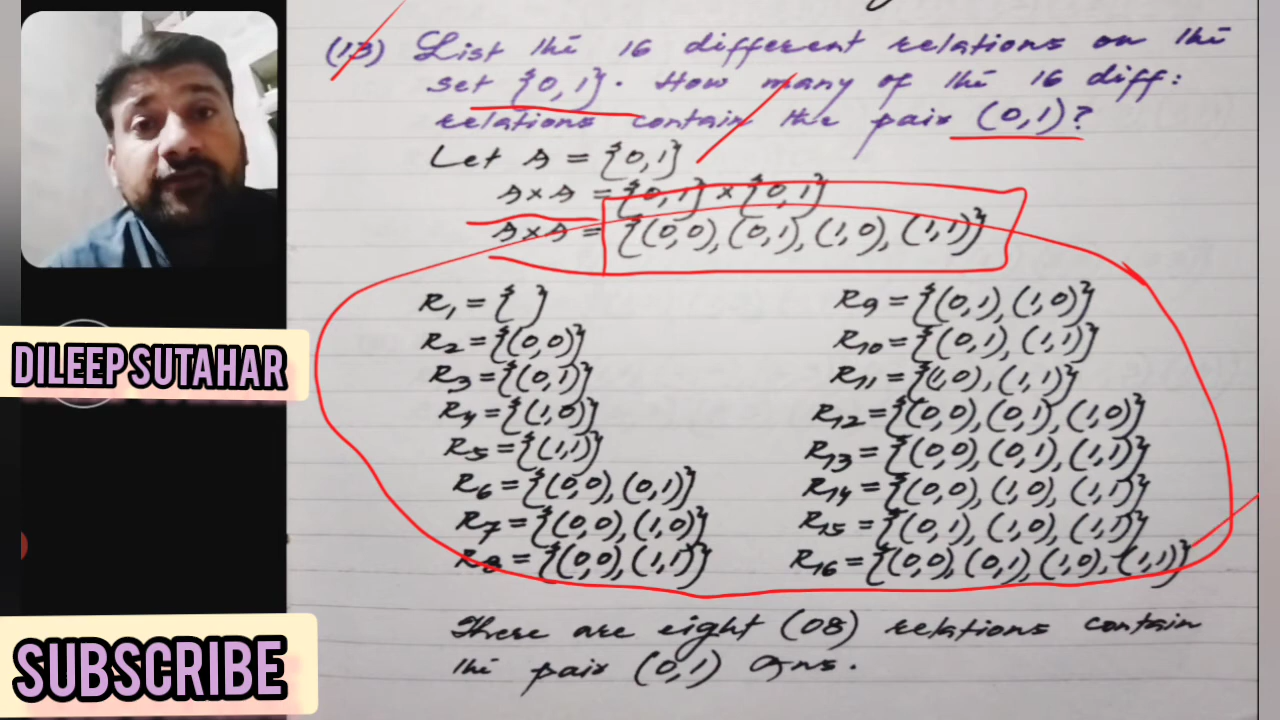 (13) List the 16 different relations on the
set {0,1}. How many of the 16 diff:
relations contain the pair (0,1)?
Let A = {0,1}
A×A = {0,1} × {0,1}
A×A = {(0,0), (0,1), (1,0), (1,1)}
R1 = { }
R2 = {(0,0)}
R3 = {(0,1)}
R4 = {(1,0)}
R5 = {(1,1)}
R6 = {(0,0), (0,1)}
R7 = {(0,0), (1,0)}
R8 = {(0,0), (1,1)}
R9 = {(0,1), (1,0)}
R10 = {(0,1), (1,1)}
R11 = {(1,0), (1,1)}
R12 = {(0,0), (0,1), (1,0)}
R13 = {(0,0), (0,1), (1,1)}
R14 = {(0,0), (1,0), (1,1)}
R15 = {(0,1), (1,0), (1,1)}
R16 = {(0,0), (0,1), (1,0), (1,1)}
There are eight (08) relations contain
the pair (0,1) Ans.
DILEEP SUTAHAR
SUBSCRIBE